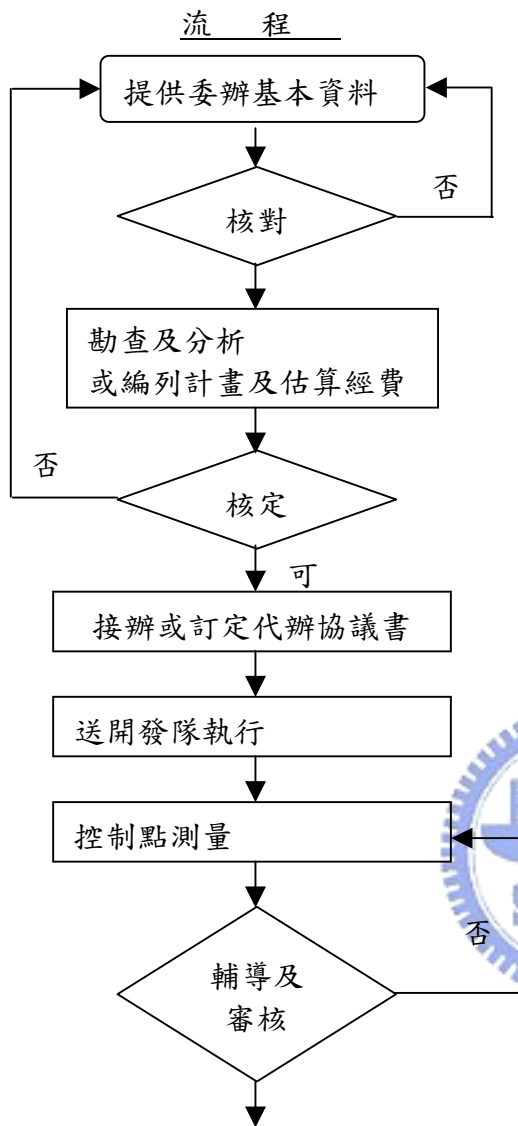 流 程
提供委辦基本資料
否
核對
勘查及分析
或編列計畫及估算經費
否
核定
可
接辦或訂定代辦協議書
送開發隊執行
控制點測量
否
輔導及
審核